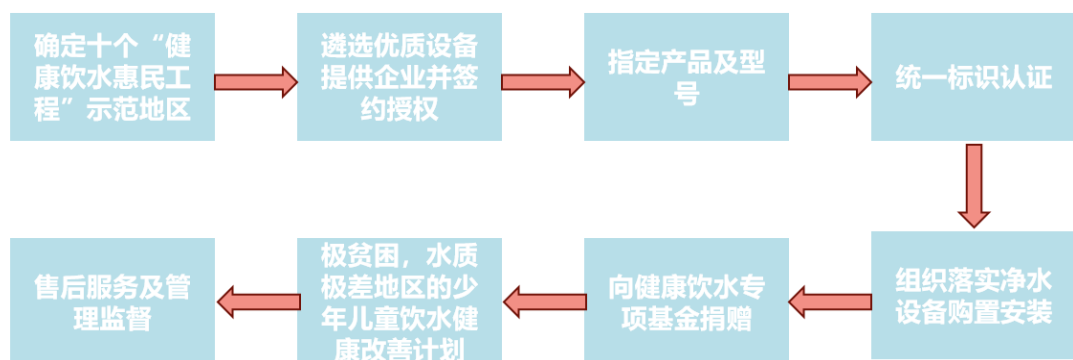 确定十个“健
康饮水惠民工
程”示范地区
遴选优质设备
提供企业并签
约授权
指定产品及型
号
统一标识认证
组织落实净水
设备购置安装
向健康饮水专
项基金捐赠
极贫困，水质
极差地区的少
年儿童饮水健
康改善计划
售后服务及管
理监督